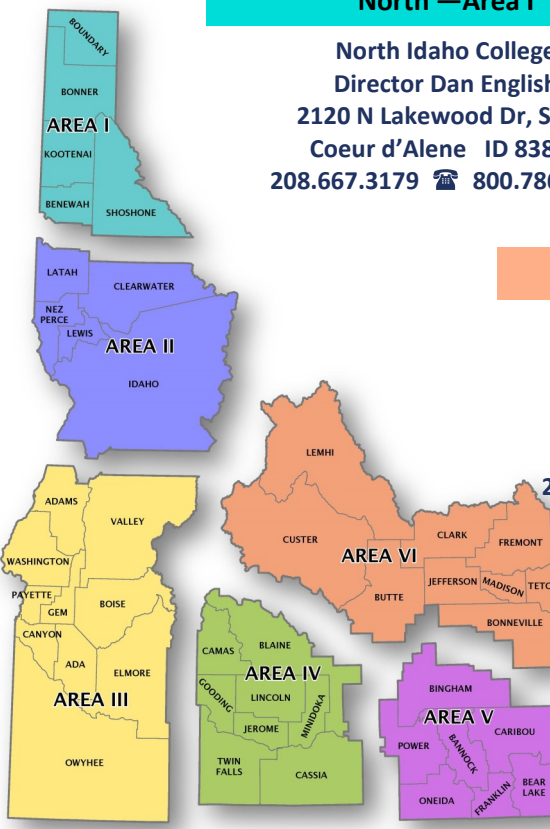 North —Area I
North Idaho College
Director Dan English
2120 N Lakewood Dr, S
Coeur d’Alene ID 838
208.667.3179 ☎ 800.786
2
BOUNDARY
BONNER
AREA I
KOOTENAI
BENEWAH
SHOSHONE
LATAH
CLEARWATER
NEZ
PERCE
LEWIS
AREA II
IDAHO
ADAMS
VALLEY
WASHINGTON
PAYETTE
GEM
BOISE
CANYON
ADA
ELMORE
AREA III
OWYHEE
LEMHI
CUSTER
AREA VI
CLARK
FREMONT
BUTTE
JEFFERSON
MADISON
TETO
BONNEVILLE
CAMAS
BLAINE
AREA IV
GOODING
LINCOLN
MINIDOKA
JEROME
TWIN
FALLS
CASSIA
BINGHAM
AREA V
CARIBOU
POWER
BANNOCK
ONEIDA
FRANKLIN
BEAR
LAKE